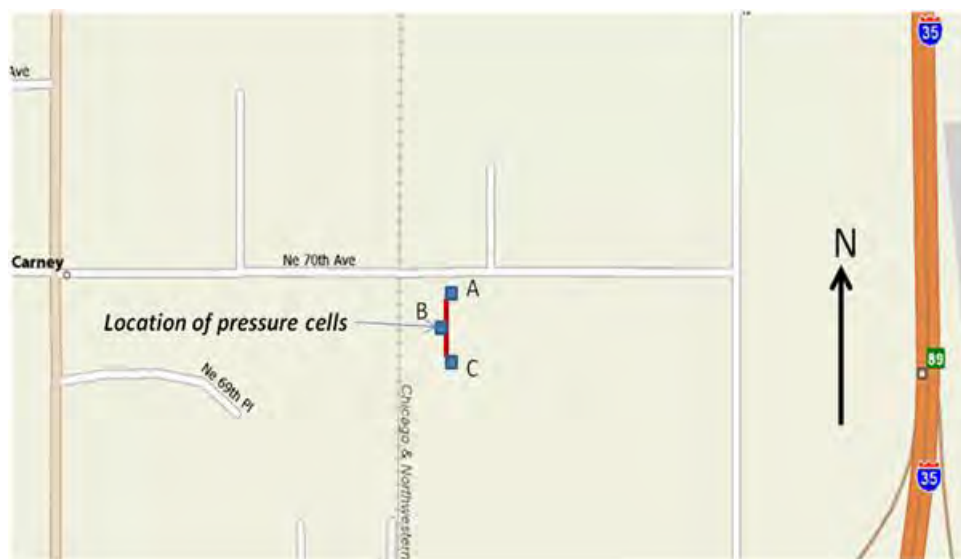 35
Ave
N
Carney
Ne 70th Ave
A
B
Location of pressure cells
C
89
Ne 69th Pl
Chicago & Northwestern
35